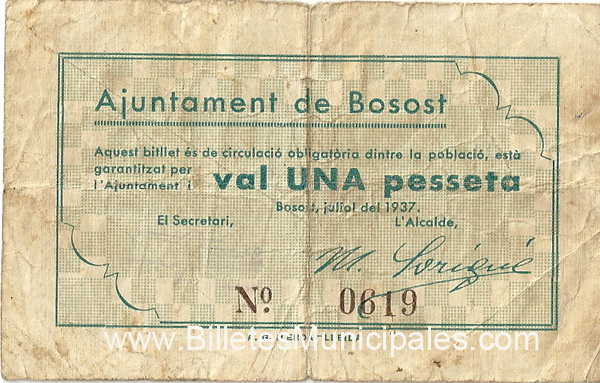 Ajuntament de Bosost
Aquest bitllet és de circulació obligatòria dintre la població, està
garantitzat per
l'Ajuntament i val UNA pesseta
Bosost, juliol del 1937.
El Secretari, L'Alcalde,
M. Sorigué
Nº 0619
www.BilletesMunicipales.com